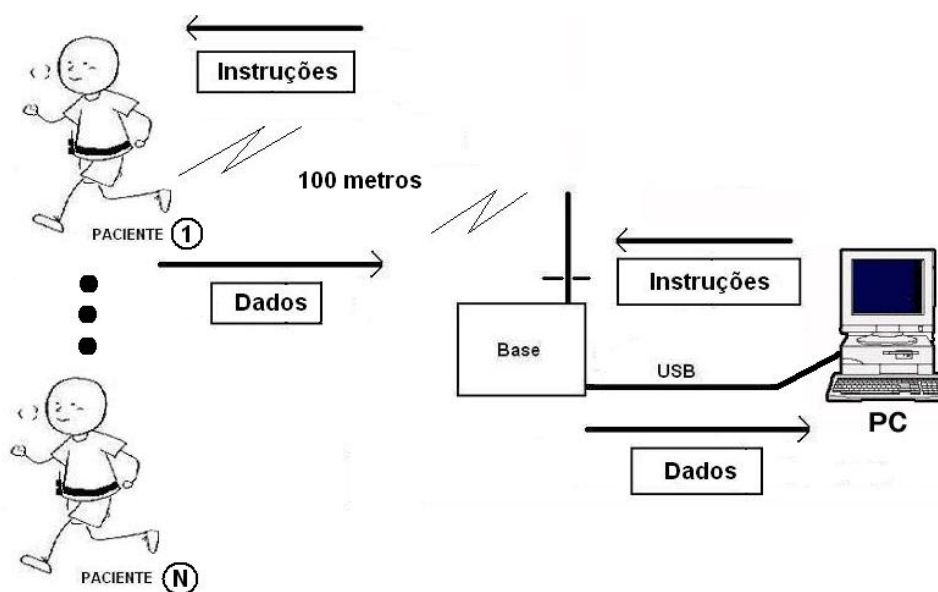 Instruções
100 metros
PACIENTE 1
Dados
Instruções
Base
USB
PC
Dados
PACIENTE N